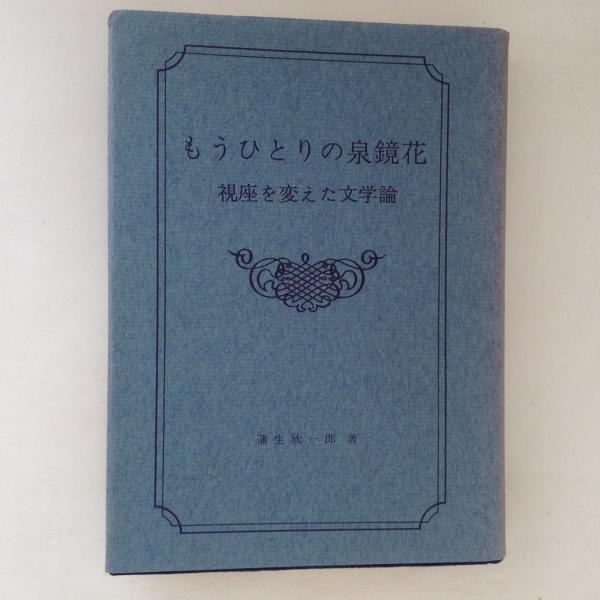 もうひとりの泉鏡花
視座を変えた文学論
蒲生欣一郎 著